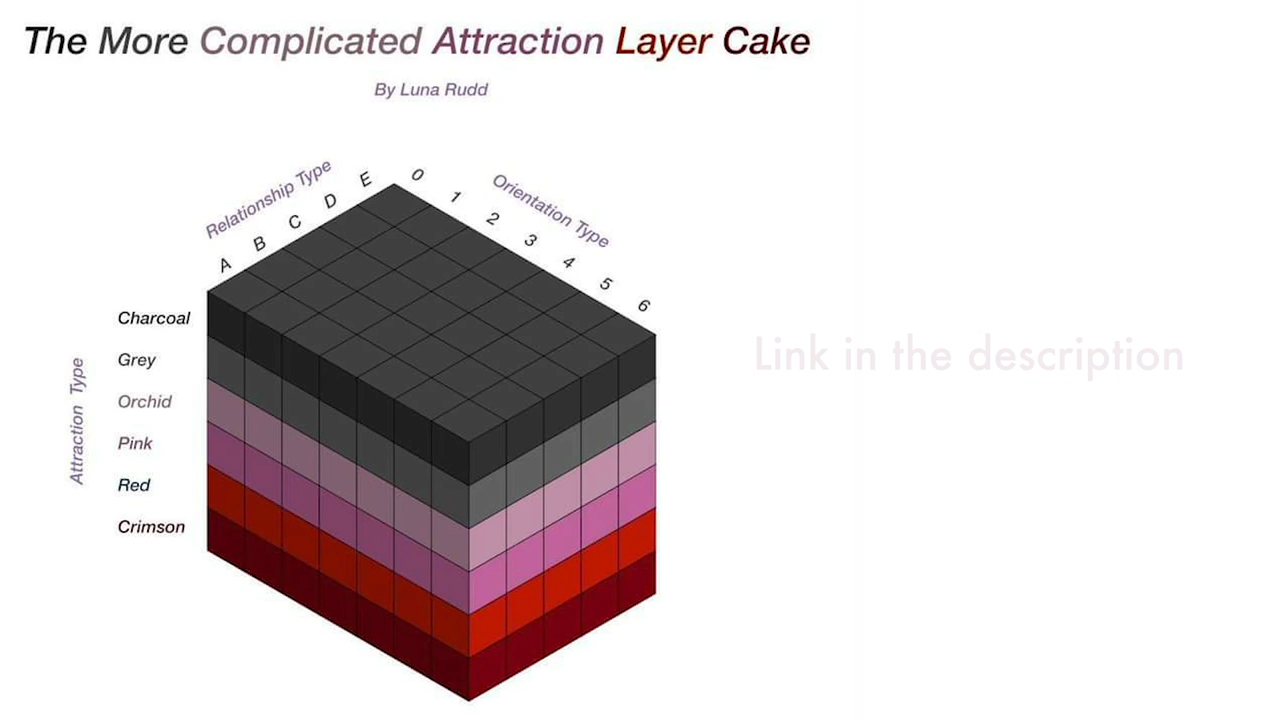 The More Complicated Attraction Layer Cake
By Luna Rudd
Relationship Type
A B C D E
Orientation Type
0 1 2 3 4 5 6
Attraction Type
Charcoal
Grey
Orchid
Pink
Red
Crimson
Link in the description